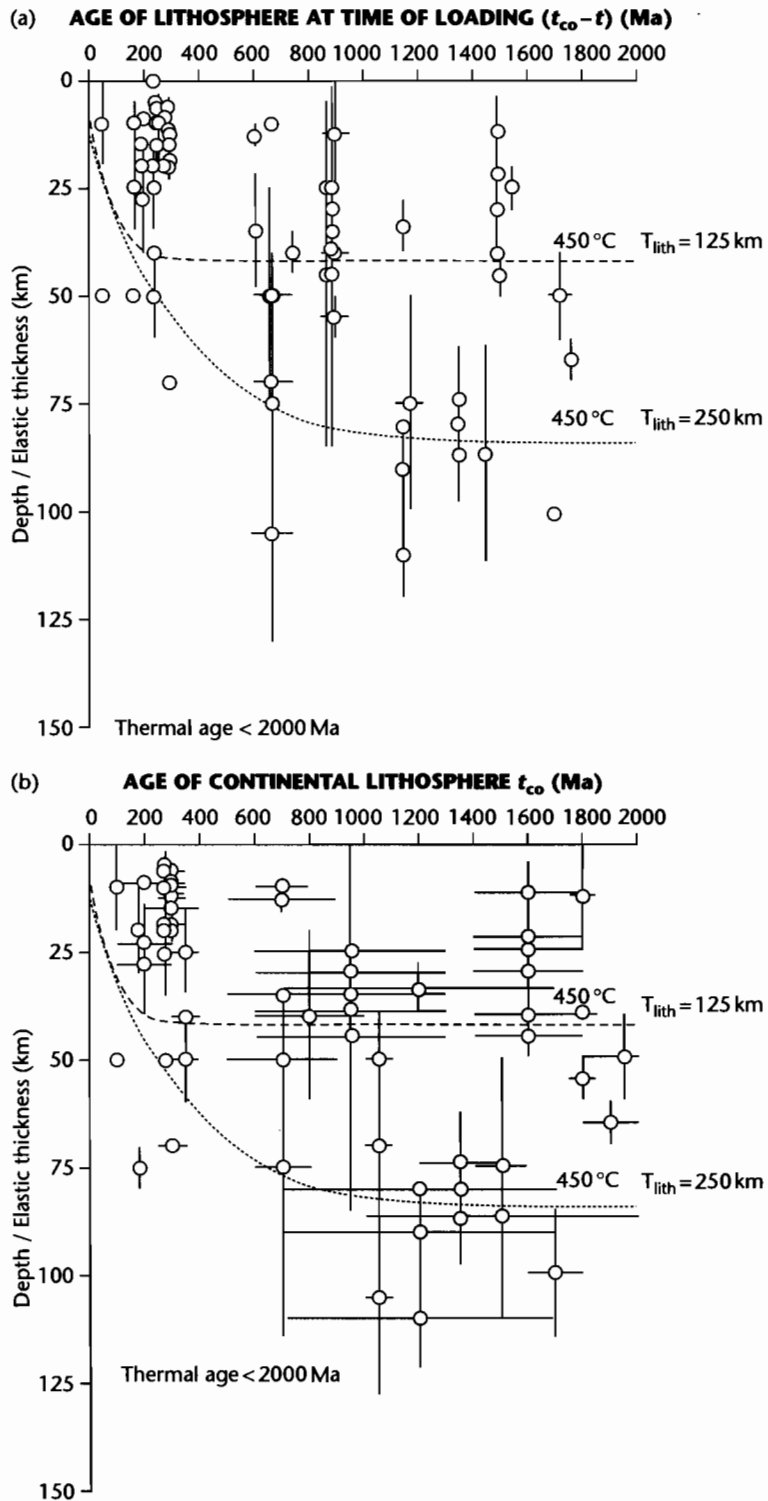 (a) AGE OF LITHOSPHERE AT TIME OF LOADING (tco – t) (Ma)
0 200 400 600 800 1000 1200 1400 1600 1800 2000
0
25
450 °C Tlith = 125 km
50
75
450 °C Tlith = 250 km
100
125
150
Depth / Elastic thickness (km)
Thermal age < 2000 Ma
(b) AGE OF CONTINENTAL LITHOSPHERE tco (Ma)
0 200 400 600 800 1000 1200 1400 1600 1800 2000
0
25
450 °C Tlith = 125 km
50
75
450 °C Tlith = 250 km
100
125
150
Depth / Elastic thickness (km)
Thermal age < 2000 Ma